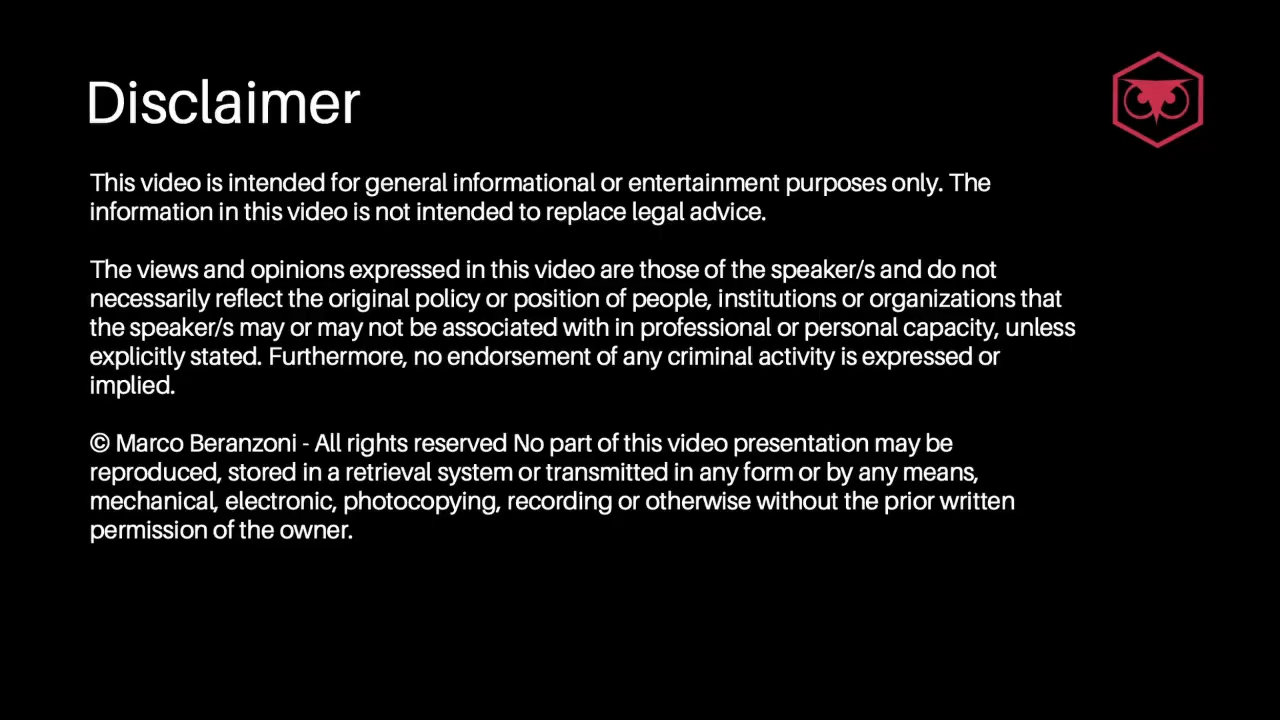 Disclaimer
This video is intended for general informational or entertainment purposes only. The
information in this video is not intended to replace legal advice.
The views and opinions expressed in this video are those of the speaker/s and do not
necessarily reflect the original policy or position of people, institutions or organizations that
the speaker/s may or may not be associated with in professional or personal capacity, unless
explicitly stated. Furthermore, no endorsement of any criminal activity is expressed or
implied.
© Marco Beranzoni - All rights reserved No part of this video presentation may be
reproduced, stored in a retrieval system or transmitted in any form or by any means,
mechanical, electronic, photocopying, recording or otherwise without the prior written
permission of the owner.